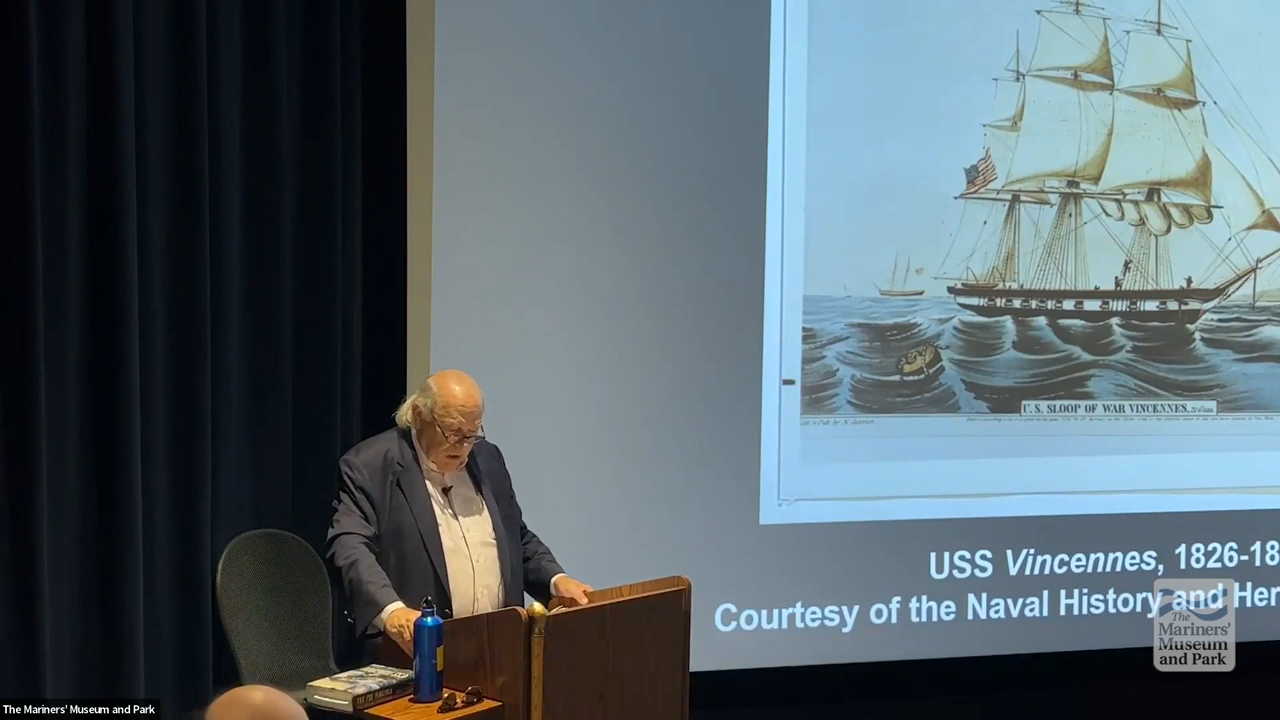 U.S. SLOOP OF WAR VINCENNES,
USS Vincennes, 1826-18
Courtesy of the Naval History and Her
The
Mariners'
Museum
and Park
The Mariners' Museum and Park